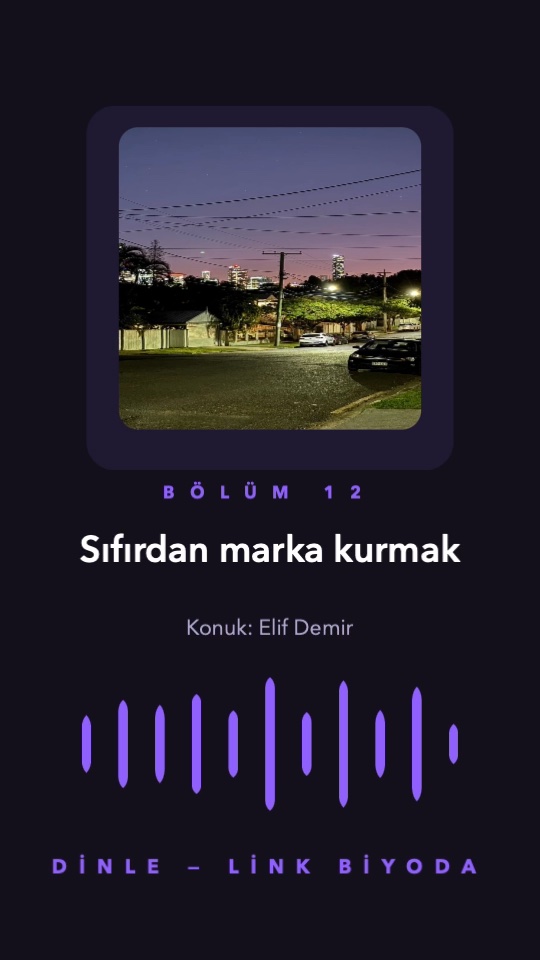 BÖLÜM 12
Sıfırdan marka kurmak
Konuk: Elif Demir
DİNLE – LİNK BİYODA